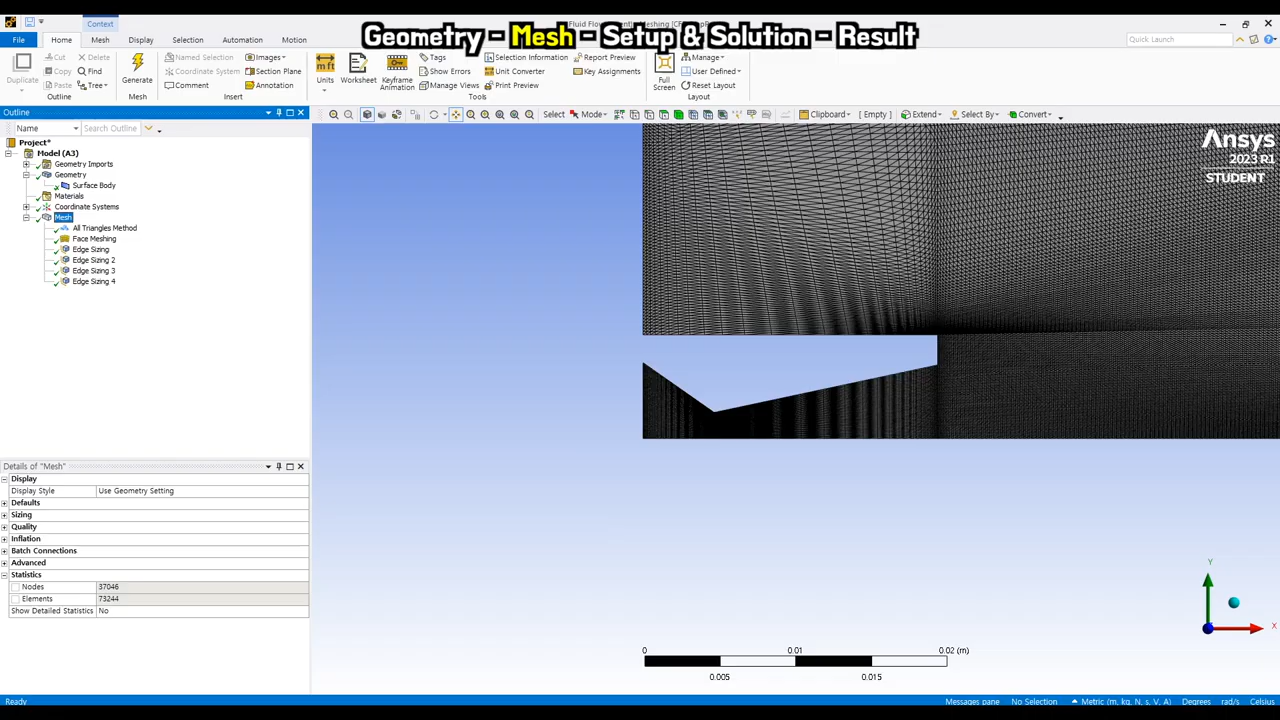 Context
Fluid Flow
Meshing
Geometry – Mesh – Setup & Solution – Result
File
Home
Mesh
Display
Selection
Automation
Motion
Quick Launch
Duplicate
Cut
Delete
Copy
Find
Paste
Tree
Outline
Generate
Mesh
Named Selection
Images
Coordinate System
Section Plane
Comment
Annotation
Insert
Units
Worksheet
Keyframe
Animation
Tags
Selection Information
Report Preview
Show Errors
Unit Converter
Key Assignments
Manage Views
Print Preview
Tools
Full
Screen
Manage
User Defined
Reset Layout
Layout
Outline
Name
Search Outline
Select
Mode
Clipboard
[ Empty ]
Extend
Select By
Convert
Project*
Model (A3)
Geometry Imports
Geometry
Surface Body
Materials
Coordinate Systems
Mesh
All Triangles Method
Face Meshing
Edge Sizing
Edge Sizing 2
Edge Sizing 3
Edge Sizing 4
Ansys
2023 R1
STUDENT
Details of "Mesh"
Display
Display Style Use Geometry Setting
Defaults
Sizing
Quality
Inflation
Batch Connections
Advanced
Statistics
Nodes 37046
Elements 73244
Show Detailed Statistics No
Y
X
0 0.01 0.02 (m)
0.005 0.015
Ready
Messages pane
No Selection
Metric (m, kg, N, s, V, A)
Degrees
rad/s
Celsius